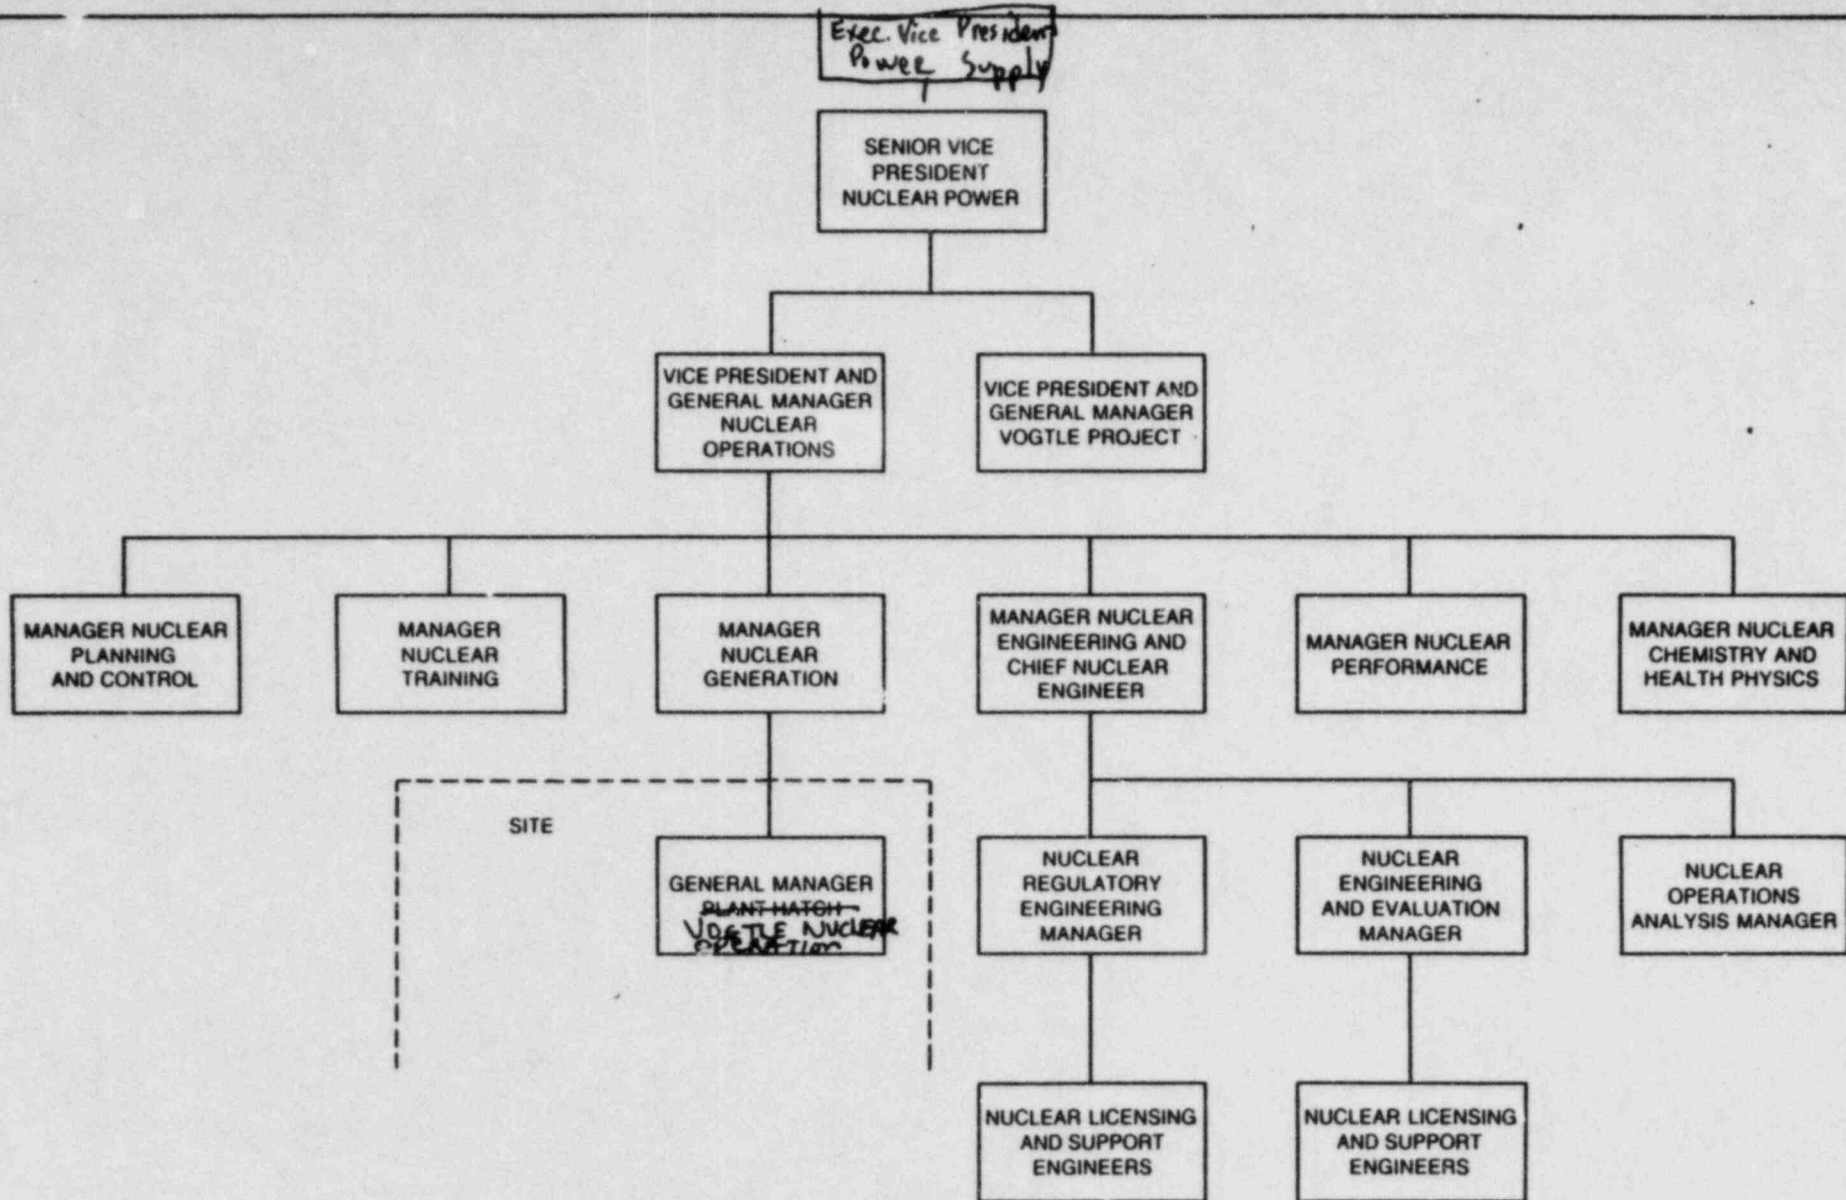 Exec. Vice President
Power Supply
SENIOR VICE
PRESIDENT
NUCLEAR POWER
VICE PRESIDENT AND
GENERAL MANAGER
NUCLEAR
OPERATIONS
VICE PRESIDENT AND
GENERAL MANAGER
VOGTLE PROJECT
MANAGER NUCLEAR
PLANNING
AND CONTROL
MANAGER
NUCLEAR
TRAINING
MANAGER
NUCLEAR
GENERATION
MANAGER NUCLEAR
ENGINEERING AND
CHIEF NUCLEAR
ENGINEER
MANAGER NUCLEAR
PERFORMANCE
MANAGER NUCLEAR
CHEMISTRY AND
HEALTH PHYSICS
SITE
GENERAL MANAGER
PLANT HATCH
VOGTLE NUCLEAR
OPERATION
NUCLEAR
REGULATORY
ENGINEERING
MANAGER
NUCLEAR
ENGINEERING
AND EVALUATION
MANAGER
NUCLEAR
OPERATIONS
ANALYSIS MANAGER
NUCLEAR LICENSING
AND SUPPORT
ENGINEERS
NUCLEAR LICENSING
AND SUPPORT
ENGINEERS